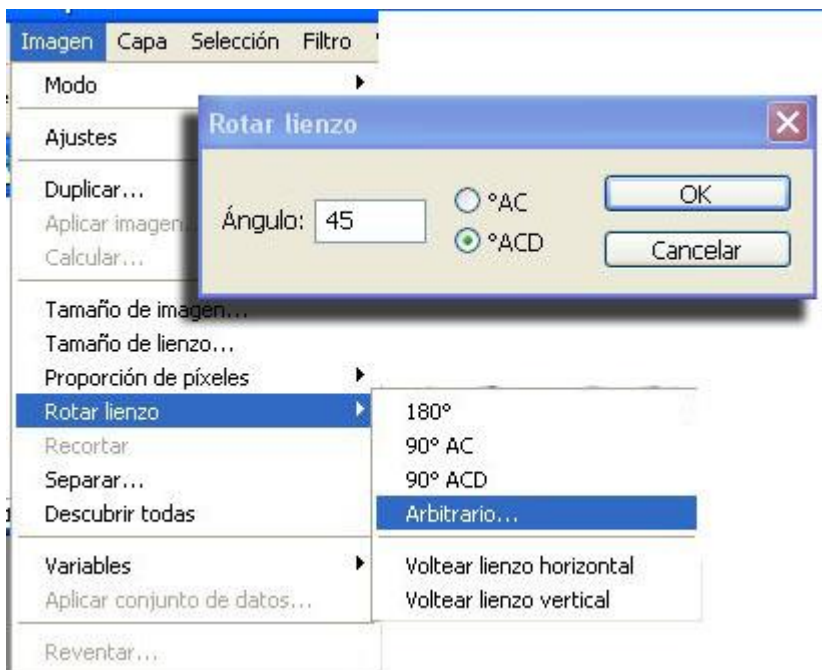 Imagen Capa Selección Filtro
Modo
Ajustes
Duplicar...
Aplicar imagen...
Calcular...
Tamaño de imagen...
Tamaño de lienzo...
Proporción de píxeles
Rotar lienzo
Recortar
Separar...
Descubrir todas
Variables
Aplicar conjunto de datos...
Reventar...
Rotar lienzo
Ángulo: 45
°AC
°ACD
OK
Cancelar
180°
90° AC
90° ACD
Arbitrario...
Voltear lienzo horizontal
Voltear lienzo vertical